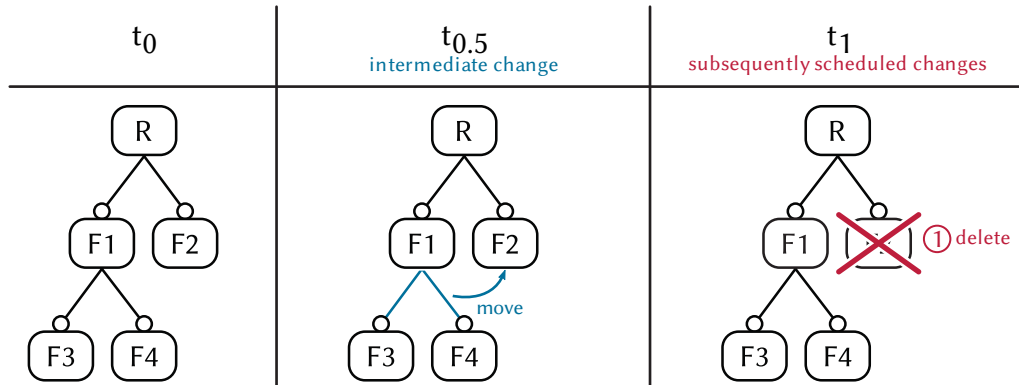 t0 t0.5 t1
intermediate change subsequently scheduled changes
R R R
F1 F2 F1 F2 F1 1 delete
move
F3 F4 F3 F4 F3 F4